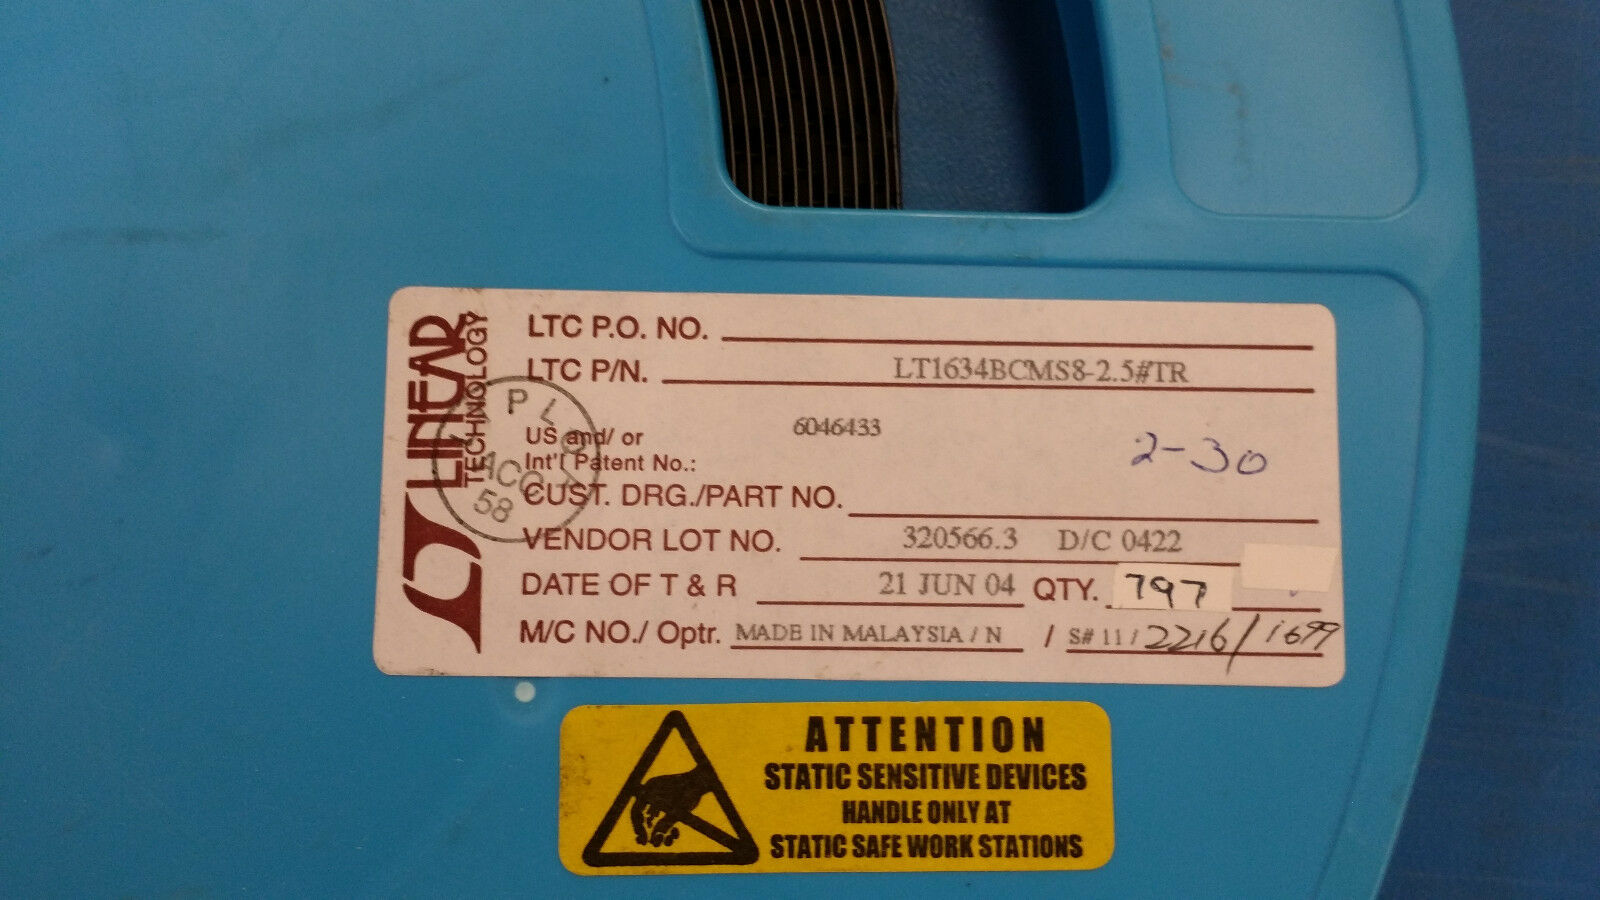 LINEAR
TECHNOLOGY
LTC P.O. NO.
LTC P/N. LT1634BCMS8-2.5#TR
US and/ or
Int'l Patent No.: 6046433
2-30
CUST. DRG./PART NO.
VENDOR LOT NO. 320566.3 D/C 0422
DATE OF T & R 21 JUN 04 QTY. 797
M/C NO./ Optr. MADE IN MALAYSIA / N / S# 11 / 2216/1699
58
ATTENTION
STATIC SENSITIVE DEVICES
HANDLE ONLY AT
STATIC SAFE WORK STATIONS